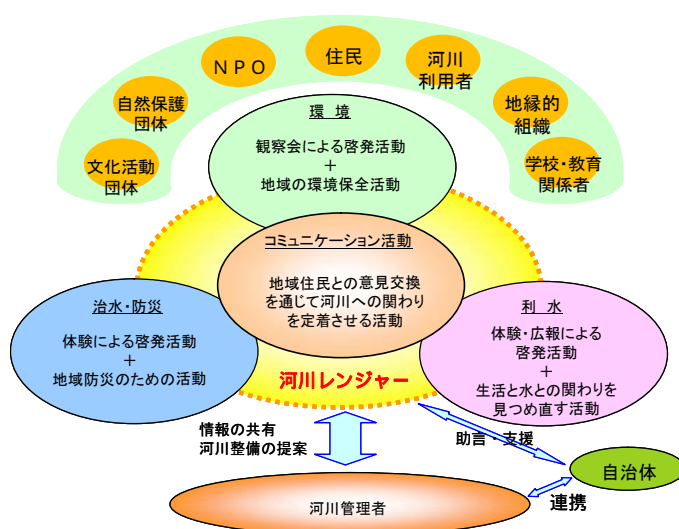 住民
NPO
河川
利用者
自然保護
団体
地縁的
組織
文化活動
団体
学校・教育
関係者
環 境
観察会による啓発活動
+
地域の環境保全活動
コミュニケーション活動
地域住民との意見交換
を通じて河川への関わり
を定着させる活動
治水・防災
体験による啓発活動
+
地域防災のための活動
利 水
体験・広報による
啓発活動
+
生活と水との関わりを
見つめ直す活動
河川レンジャー
情報の共有
河川整備の提案
助言・支援
自治体
連携
河川管理者